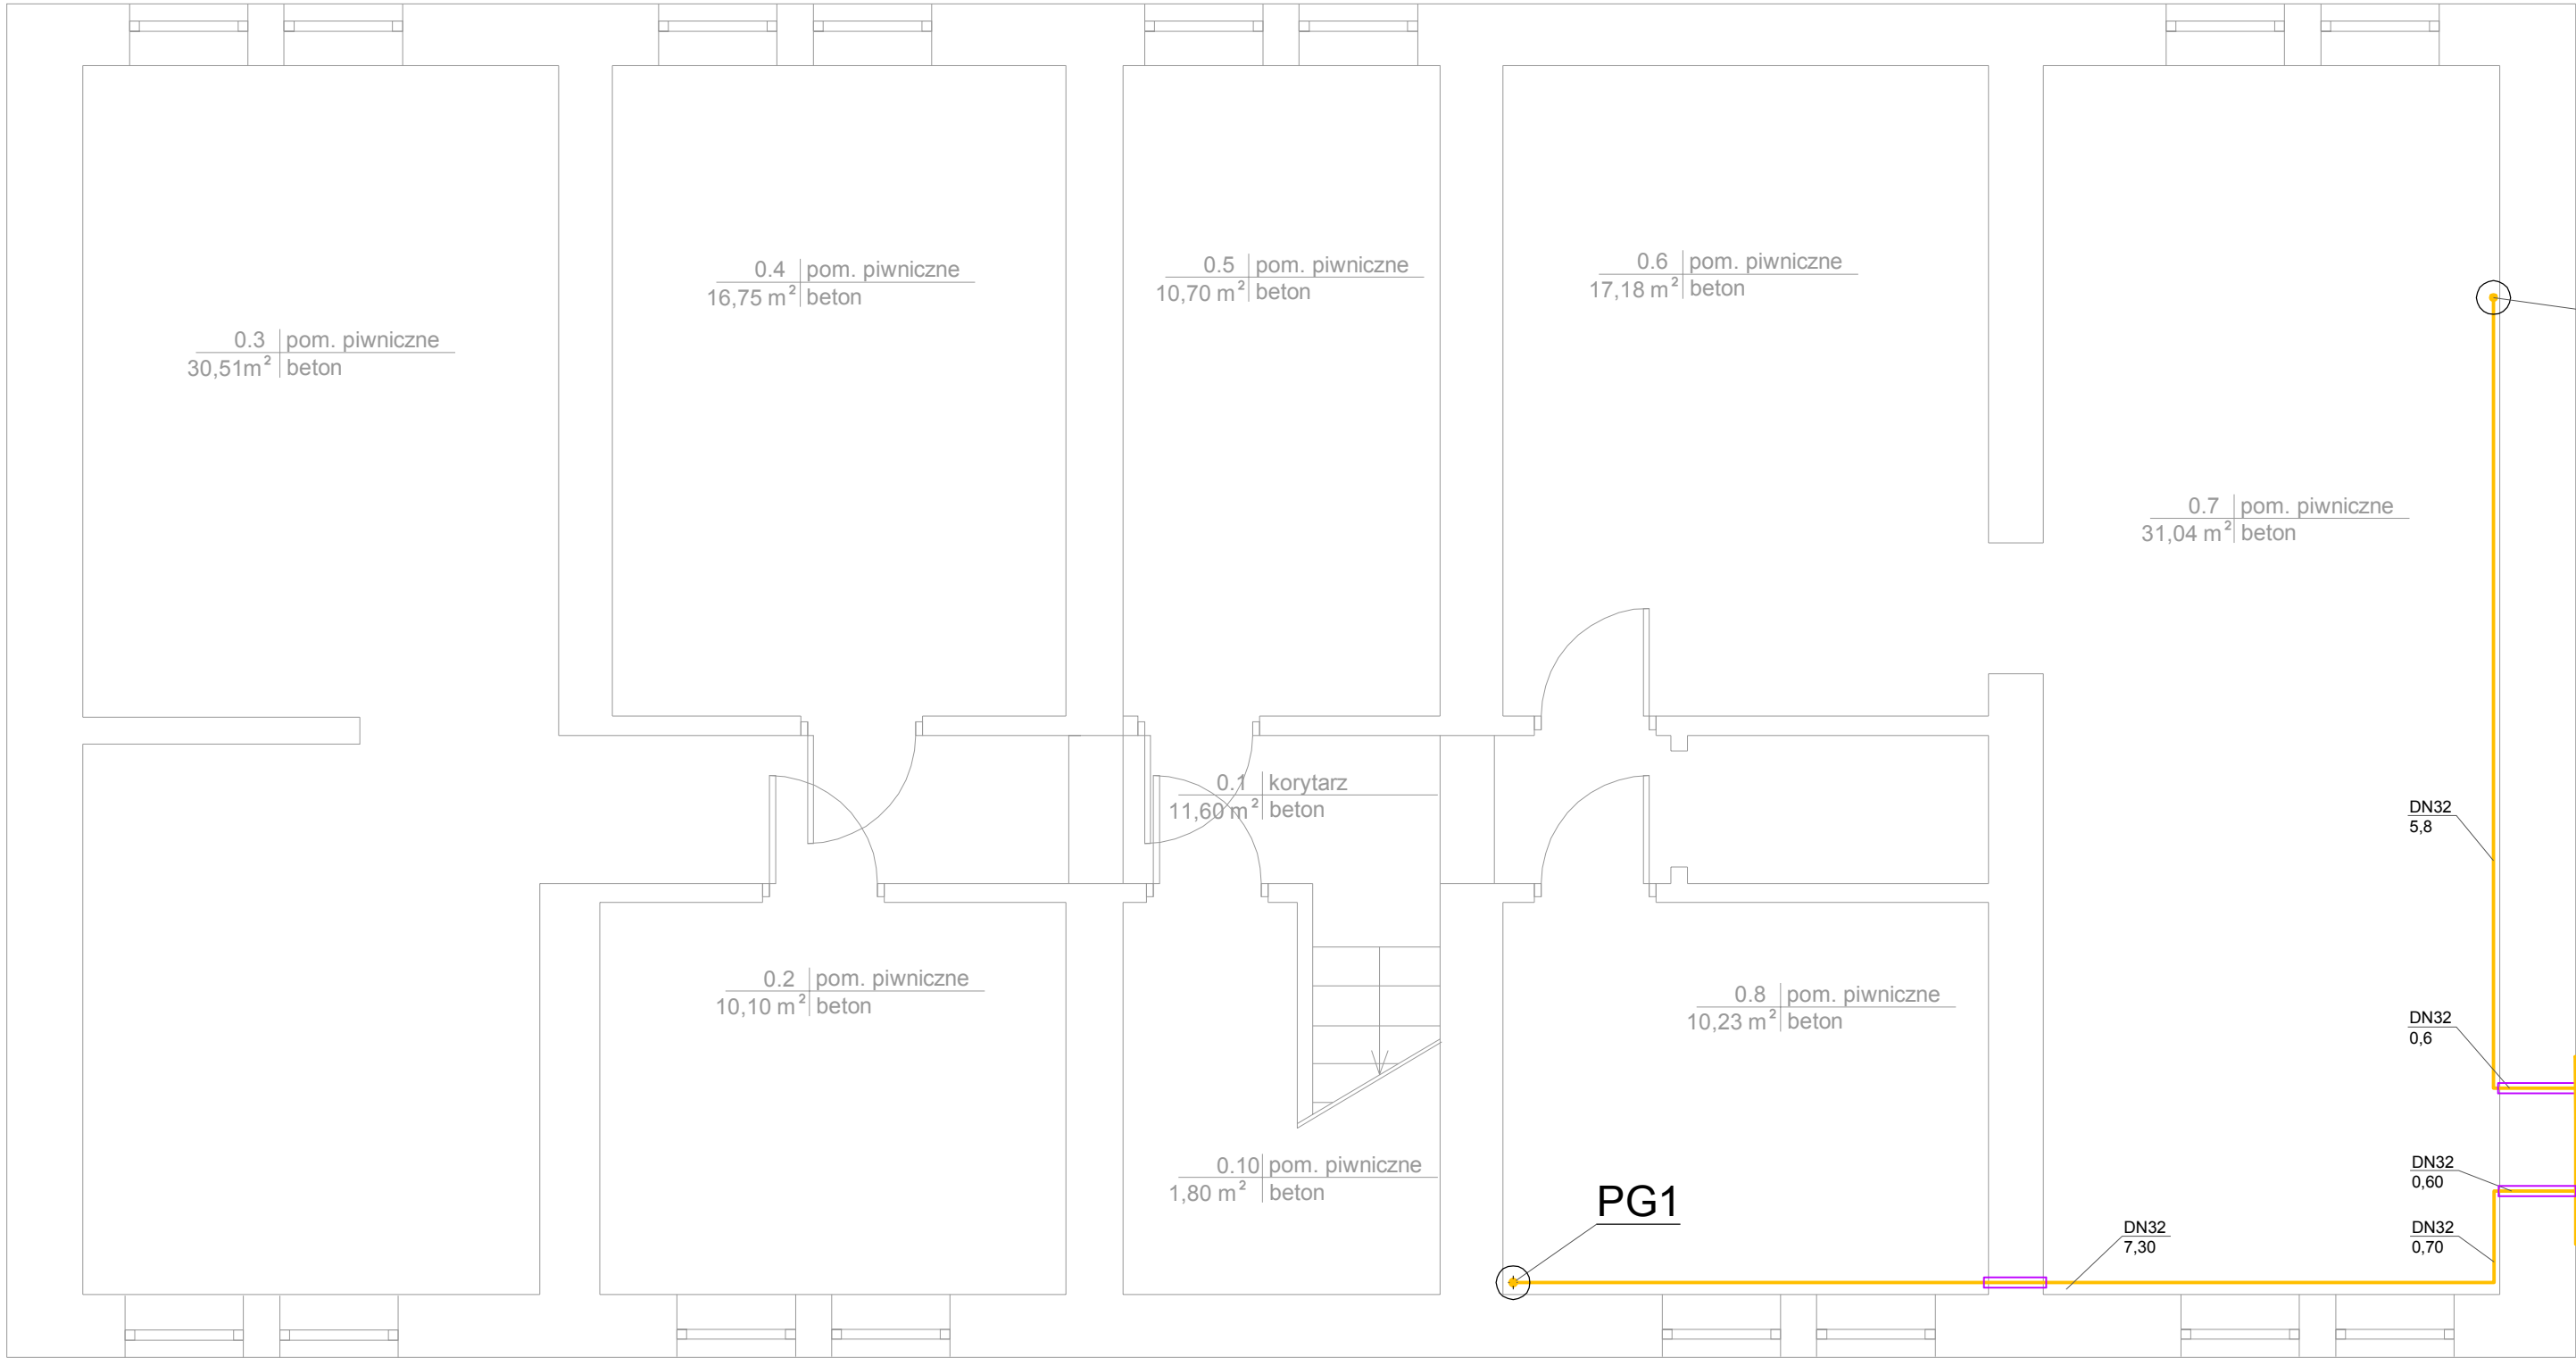 0.3 pom. piwniczne
30,51m² beton
0.4 pom. piwniczne
16,75 m² beton
0.5 pom. piwniczne
10,70 m² beton
0.6 pom. piwniczne
17,18 m² beton
0.7 pom. piwniczne
31,04 m² beton
0.1 korytarz
11,60 m² beton
DN32
5,8
0.2 pom. piwniczne
10,10 m² beton
0.8 pom. piwniczne
10,23 m² beton
DN32
0,6
0.10 pom. piwniczne
1,80 m² beton
PG1
DN32
0,60
DN32
7,30
DN32
0,70